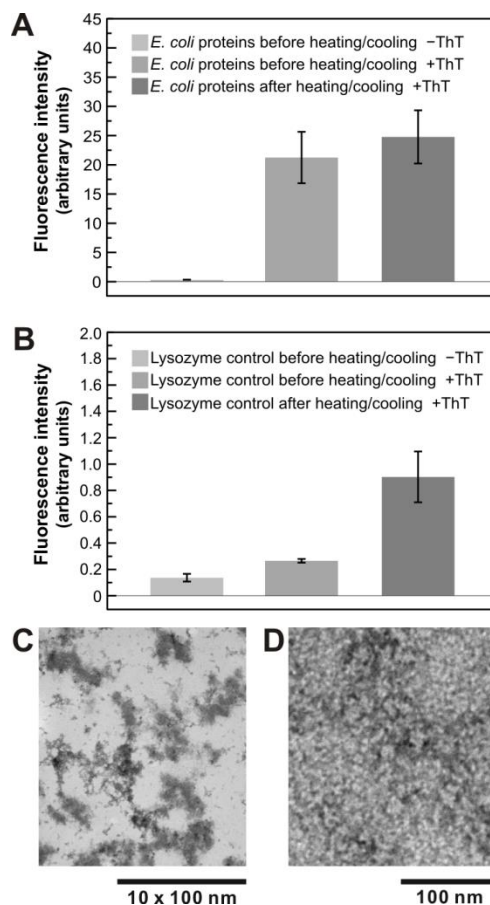 A
Fluorescence intensity
(arbitrary units)
45
40
35
30
25
20
15
10
5
0
E. coli proteins before heating/cooling −ThT
E. coli proteins before heating/cooling +ThT
E. coli proteins after heating/cooling +ThT
B
Fluorescence intensity
(arbitrary units)
2.0
1.8
1.6
1.4
1.2
1.0
0.8
0.6
0.4
0.2
0
Lysozyme control before heating/cooling −ThT
Lysozyme control before heating/cooling +ThT
Lysozyme control after heating/cooling +ThT
C
D
10 x 100 nm
100 nm